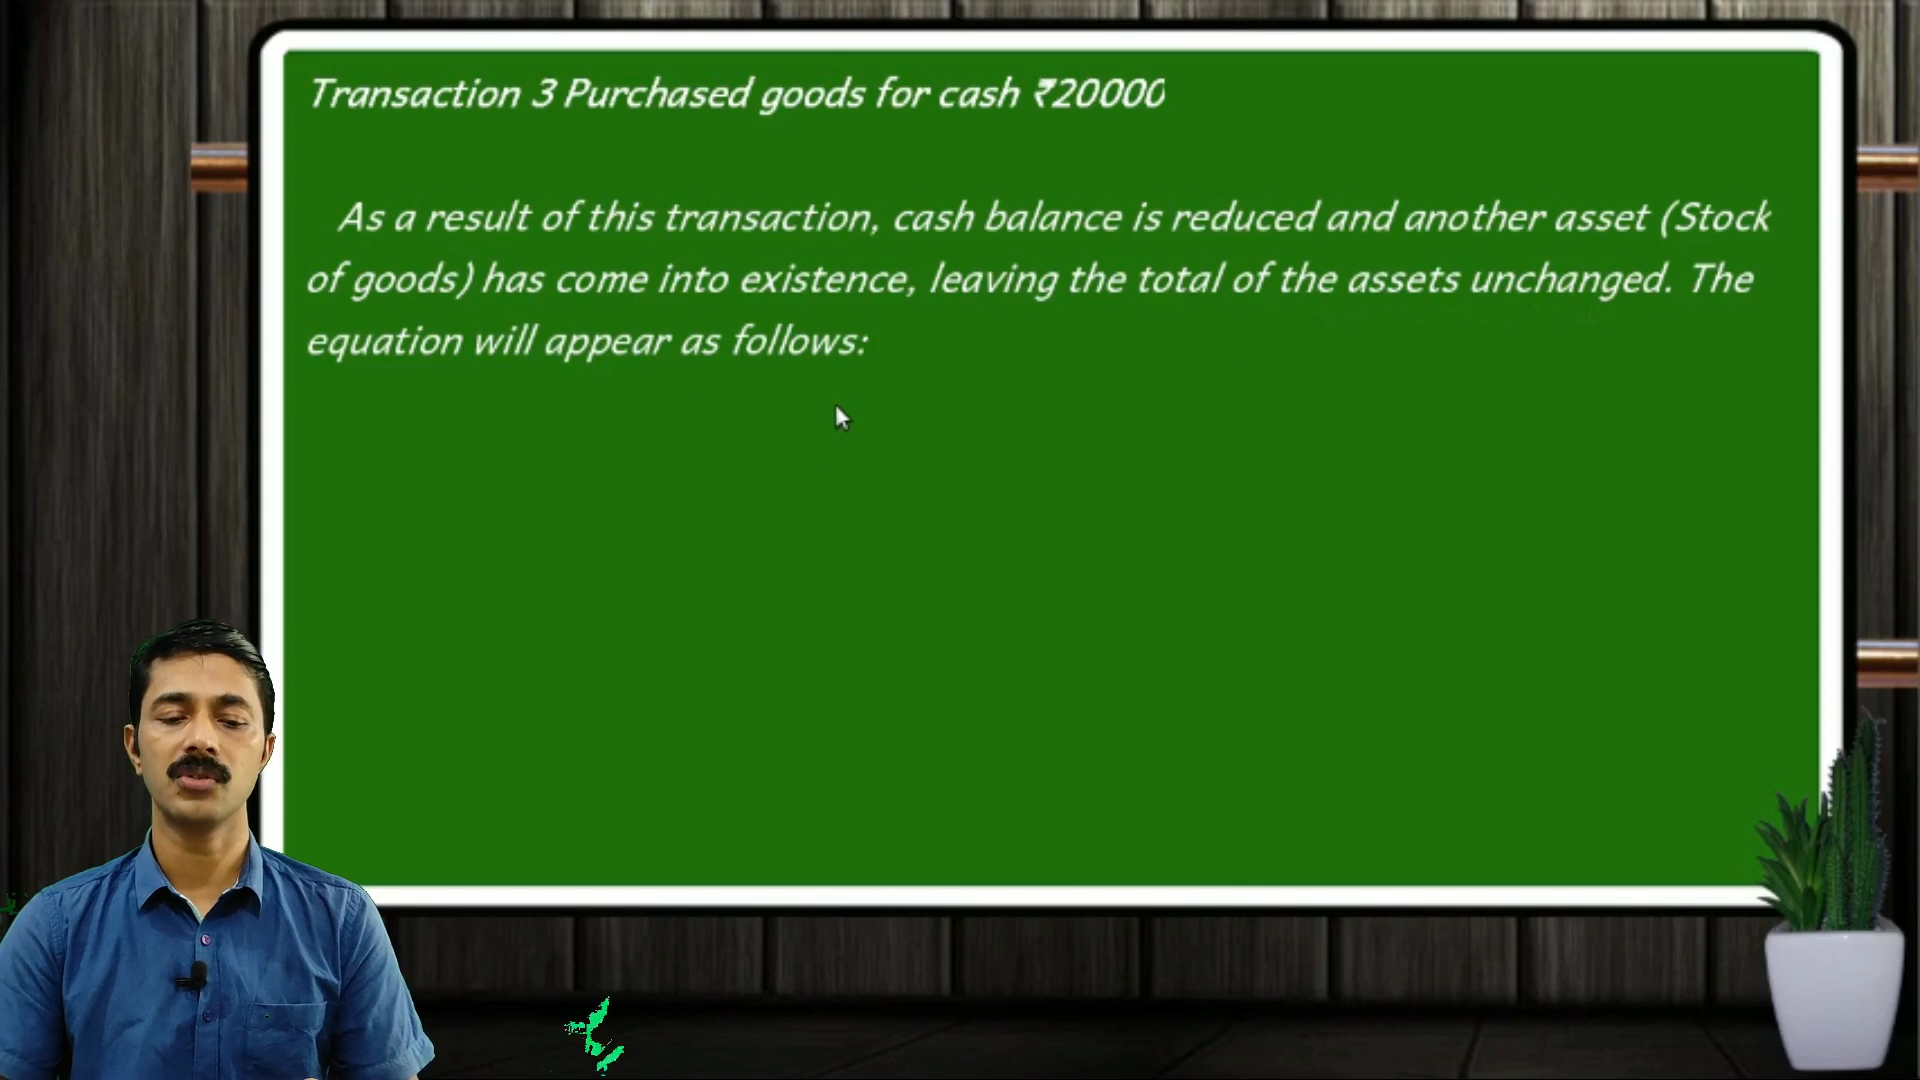 Transaction 3 Purchased goods for cash ₹20000
As a result of this transaction, cash balance is reduced and another asset (Stock
of goods) has come into existence, leaving the total of the assets unchanged. The
equation will appear as follows: